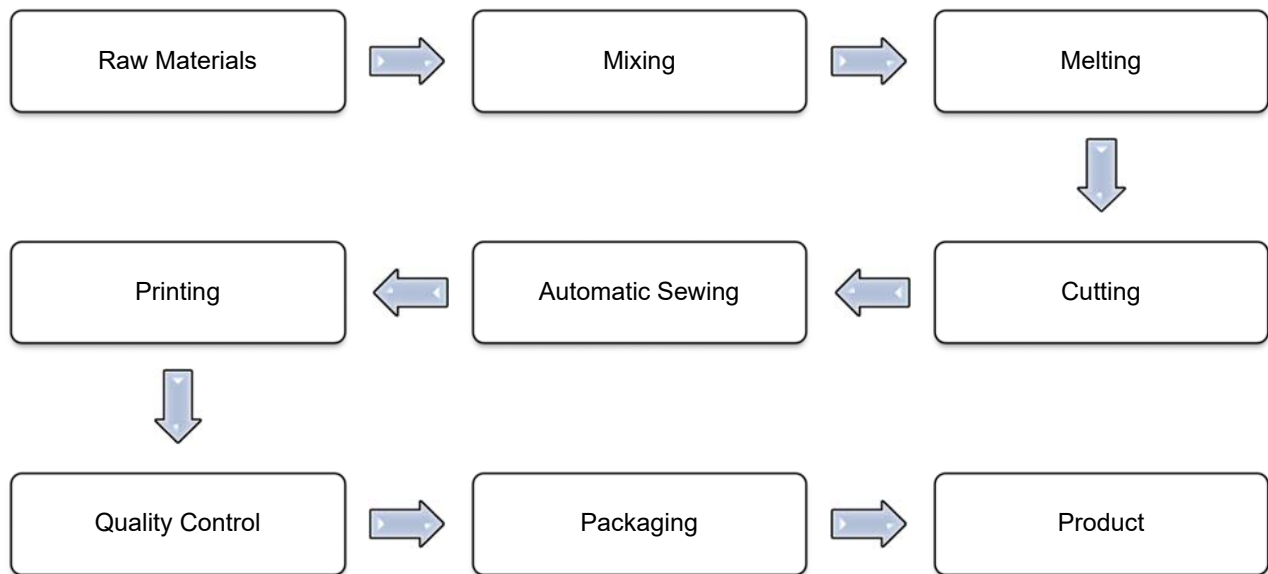 Raw Materials
Mixing
Melting
Cutting
Automatic Sewing
Printing
Quality Control
Packaging
Product